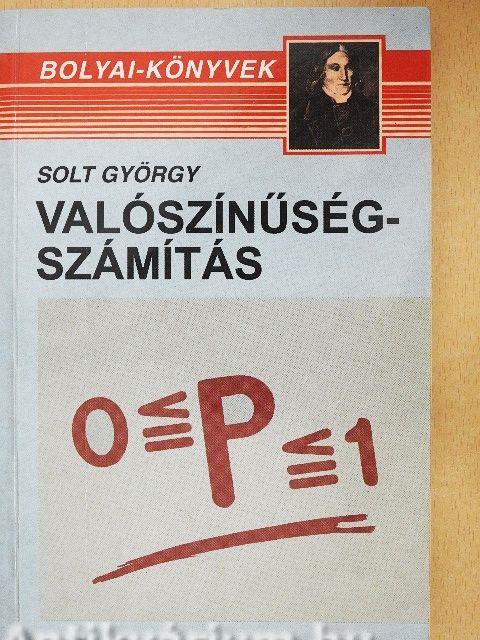 BOLYAI-KÖNYVEK
SOLT GYÖRGY
VALÓSZÍNŰSÉG-
SZÁMÍTÁS
0≦P≦1